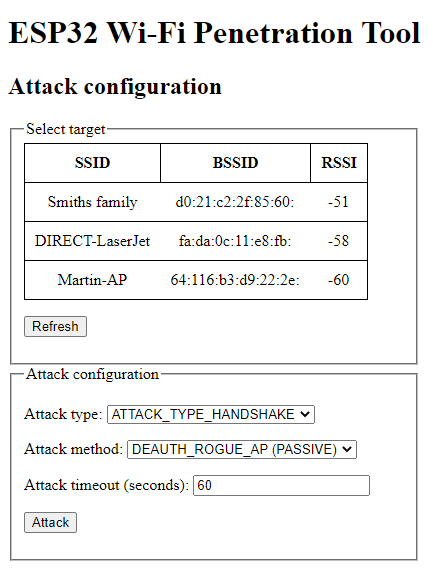 ESP32 Wi-Fi Penetration Tool
Attack configuration
Select target
SSID BSSID RSSI
Smiths family d0:21:c2:2f:85:60: -51
DIRECT-LaserJet fa:da:0c:11:e8:fb: -58
Martin-AP 64:116:b3:d9:22:2e: -60
Refresh
Attack configuration
Attack type: ATTACK_TYPE_HANDSHAKE
Attack method: DEAUTH_ROGUE_AP (PASSIVE)
Attack timeout (seconds): 60
Attack